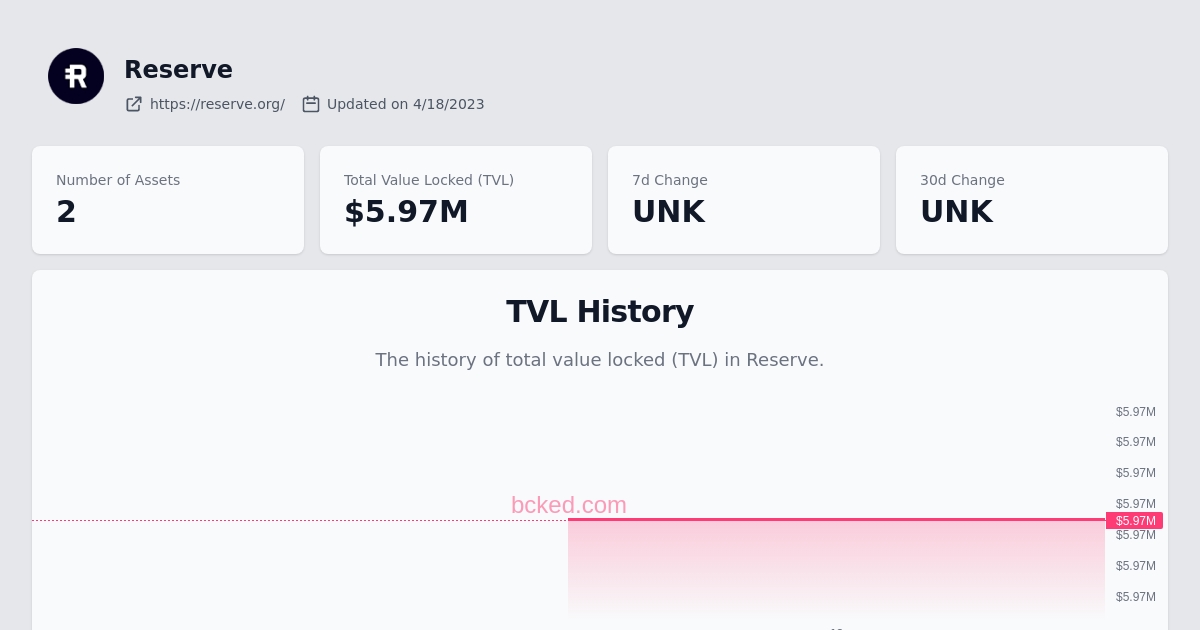 Reserve
https://reserve.org/ Updated on 4/18/2023
Number of Assets
2
Total Value Locked (TVL)
$5.97M
7d Change
UNK
30d Change
UNK
TVL History
The history of total value locked (TVL) in Reserve.
$5.97M
$5.97M
$5.97M
bcked.com
$5.97M
$5.97M
$5.97M
$5.97M
$5.97M